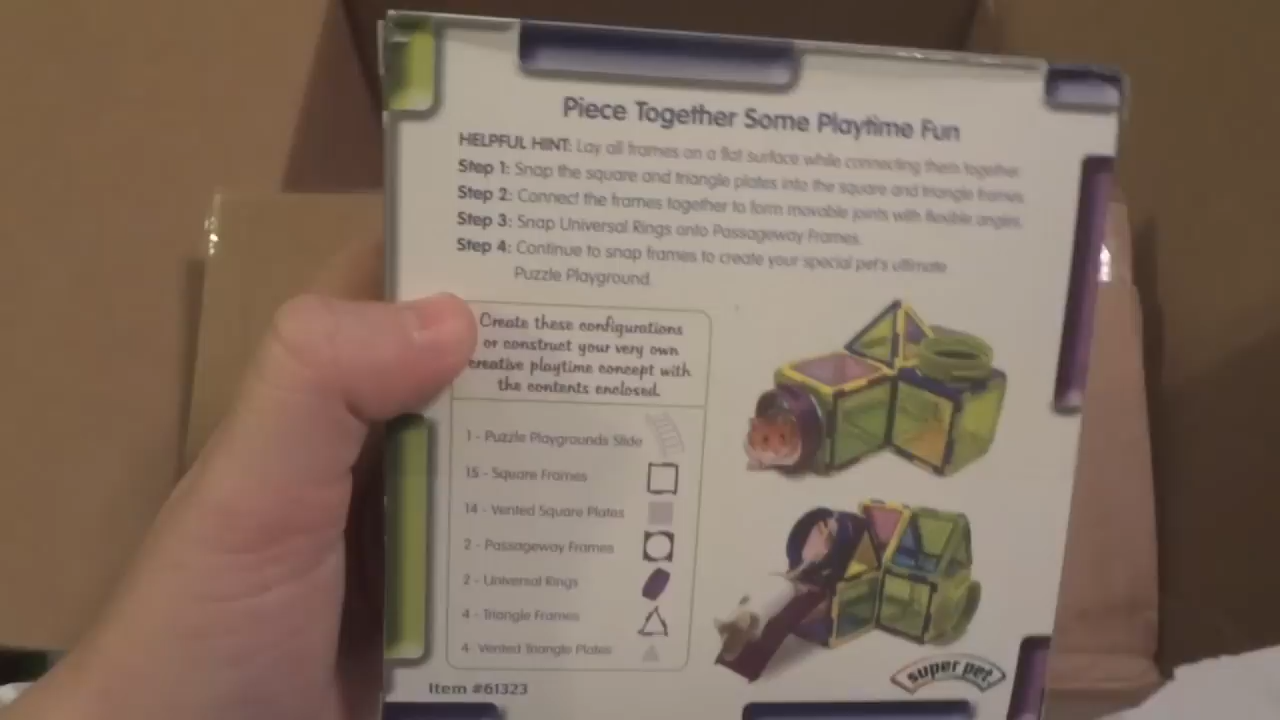 Piece Together Some Playtime Fun
HELPFUL HINT: Lay all frames on a flat surface while connecting them together.
Step 1: Snap the square and triangle plates into the square and triangle frames
Step 2: Connect the frames together to form movable joints with flexible angles.
Step 3: Snap Universal Rings onto Passageway Frames.
Step 4: Continue to snap frames to create your special pet's ultimate
Puzzle Playground.
Create these configurations
or construct your very own
creative playtime concept with
the contents enclosed.
1 - Puzzle Playgrounds Slide
15 - Square Frames
14 - Vented Square Plates
2 - Passageway Frames
2 - Universal Rings
4 - Triangle Frames
4 Vented Triangle Plates
Item #61323
super pet